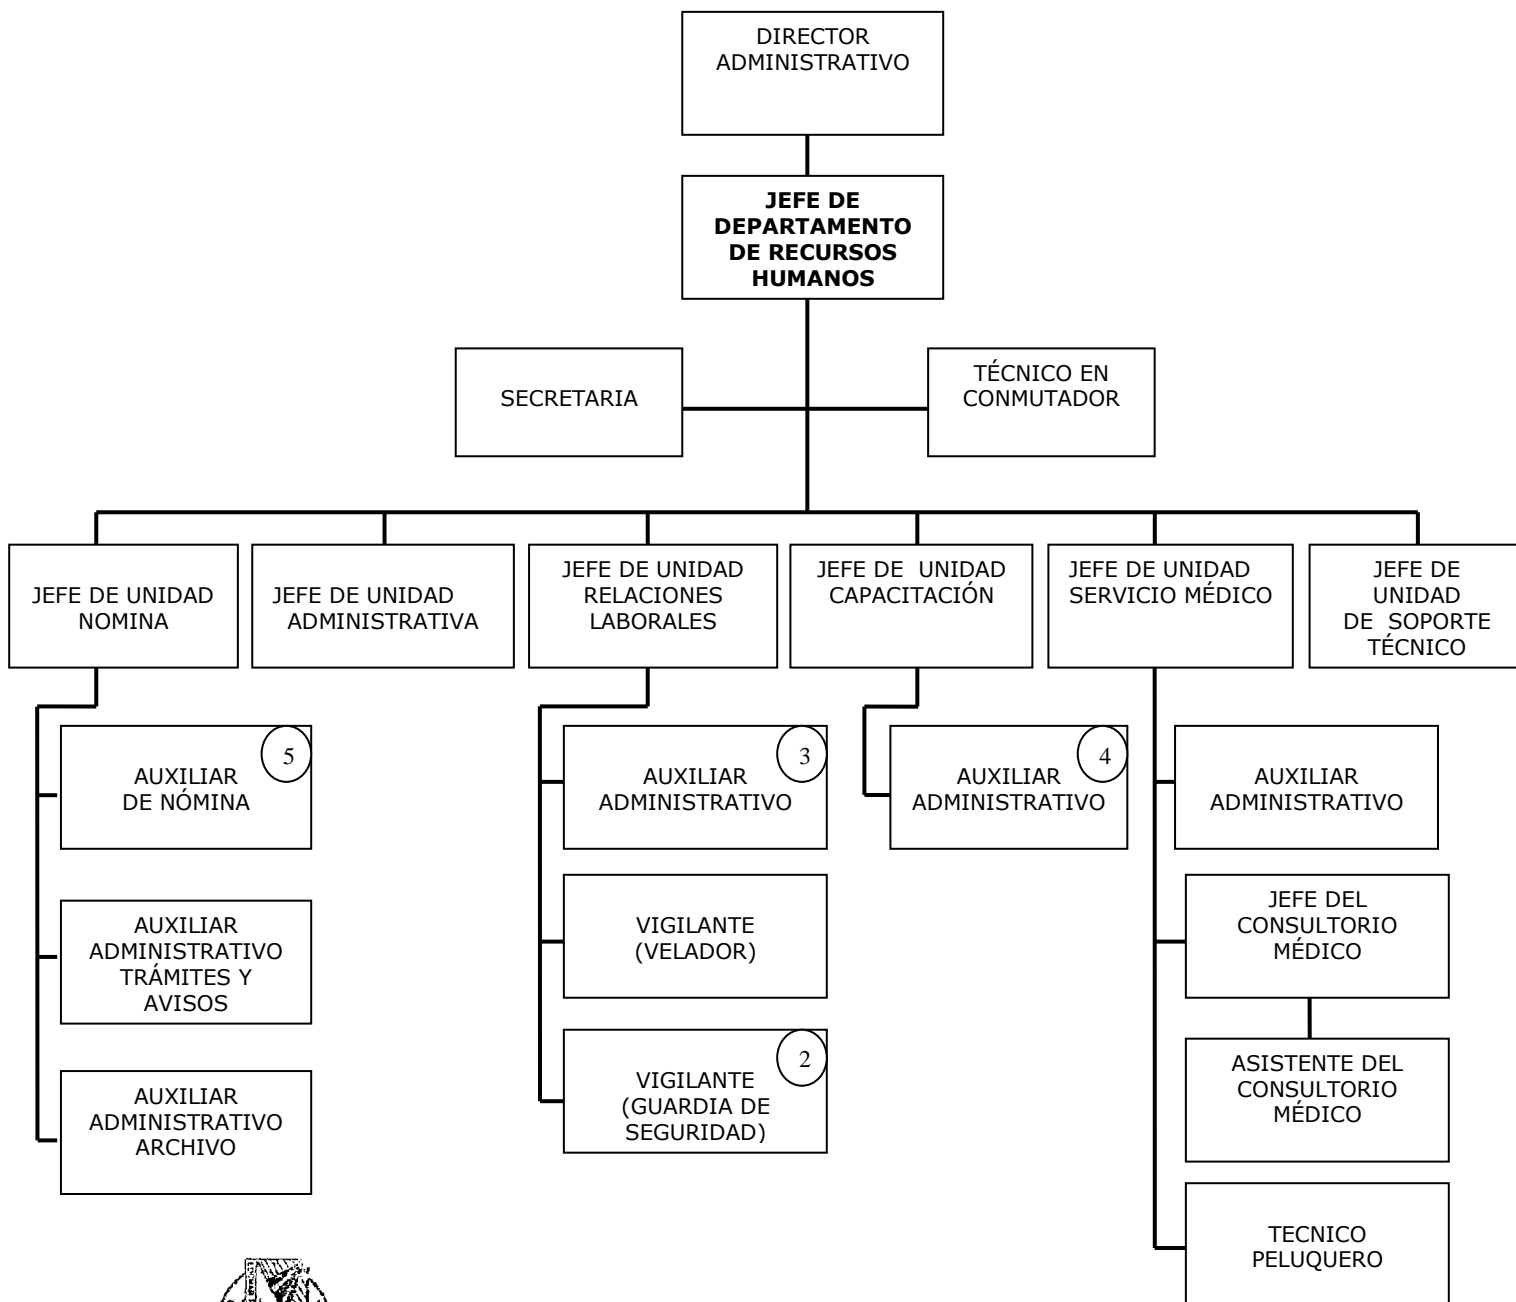 DIRECTOR
ADMINISTRATIVO
JEFE DE
DEPARTAMENTO
DE RECURSOS
HUMANOS
SECRETARIA
TÉCNICO EN
CONMUTADOR
JEFE DE UNIDAD
NOMINA
JEFE DE UNIDAD
ADMINISTRATIVA
JEFE DE UNIDAD
RELACIONES
LABORALES
JEFE DE UNIDAD
CAPACITACIÓN
JEFE DE UNIDAD
SERVICIO MÉDICO
JEFE DE
UNIDAD
DE SOPORTE
TÉCNICO
5
AUXILIAR
DE NÓMINA
AUXILIAR
ADMINISTRATIVO
TRÁMITES Y
AVISOS
AUXILIAR
ADMINISTRATIVO
ARCHIVO
3
AUXILIAR
ADMINISTRATIVO
VIGILANTE
(VELADOR)
2
VIGILANTE
(GUARDIA DE
SEGURIDAD)
4
AUXILIAR
ADMINISTRATIVO
AUXILIAR
ADMINISTRATIVO
JEFE DEL
CONSULTORIO
MÉDICO
ASISTENTE DEL
CONSULTORIO
MÉDICO
TECNICO
PELUQUERO